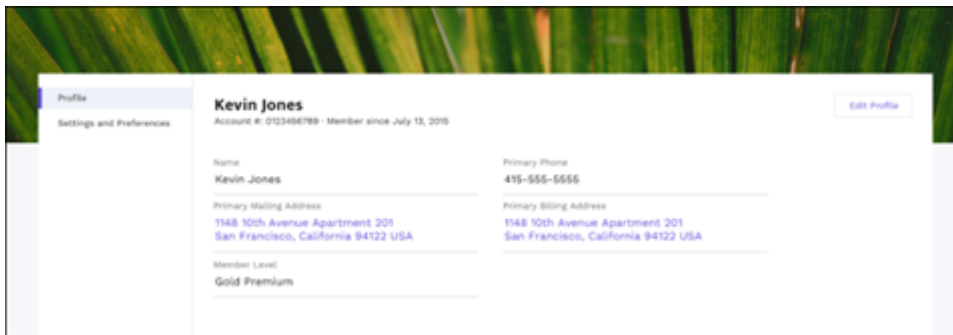 Profile
Settings and Preferences
Kevin Jones
Account #: 0123456789 · Member since July 13, 2015
Edit Profile
Name
Kevin Jones
Primary Phone
415-555-5555
Primary Mailing Address
1148 10th Avenue Apartment 201
San Francisco, California 94122 USA
Primary Billing Address
1148 10th Avenue Apartment 201
San Francisco, California 94122 USA
Member Level
Gold Premium